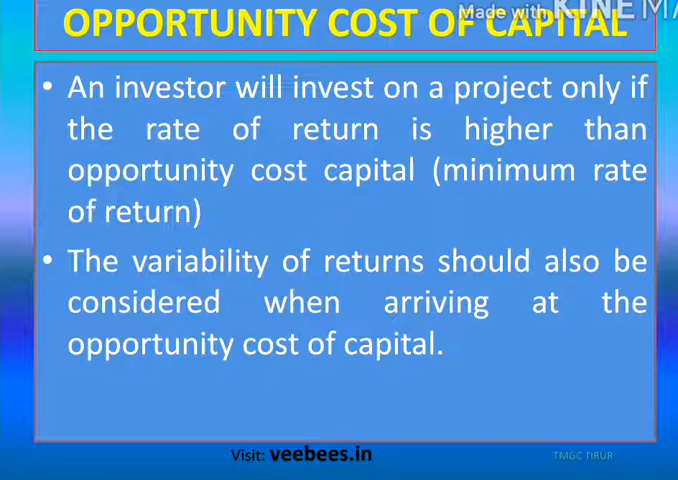 OPPORTUNITY COST OF CAPITAL
Made with KINEMA
• An investor will invest on a project only if
the rate of return is higher than
opportunity cost capital (minimum rate
of return)
• The variability of returns should also be
considered when arriving at the
opportunity cost of capital.
Visit: veebees.in
TMGC TIRUR